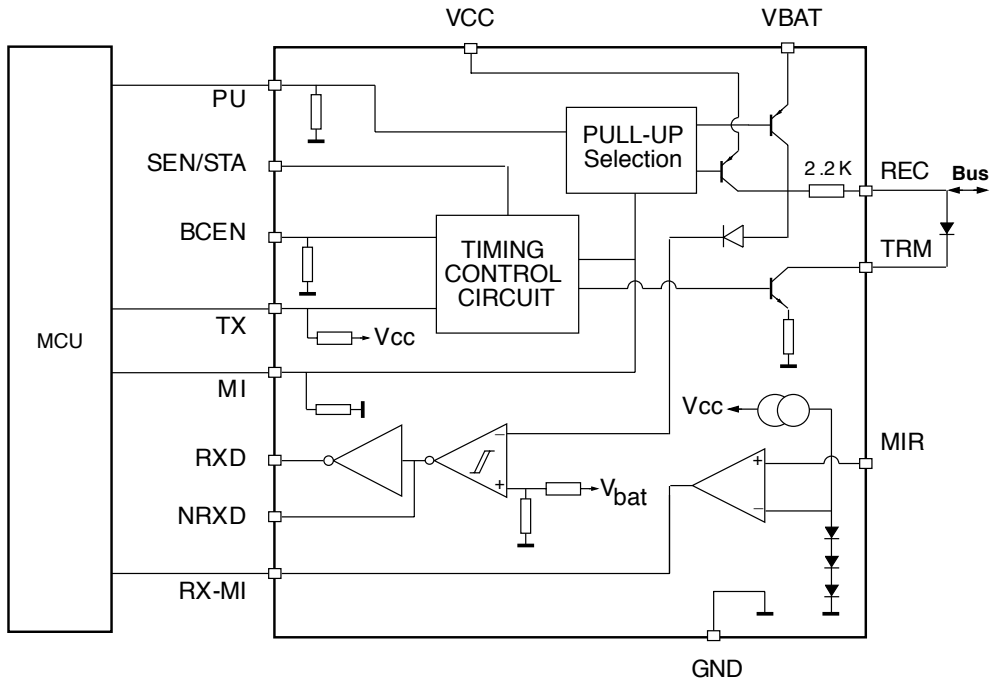 VCC
VBAT
PU
PULL-UP
Selection
SEN/STA
2.2K
REC
Bus
BCEN
TIMING
CONTROL
CIRCUIT
TRM
TX
Vcc
MCU
MI
Vcc
MIR
RXD
−
+
+
Vbat
NRXD
−
RX-MI
GND